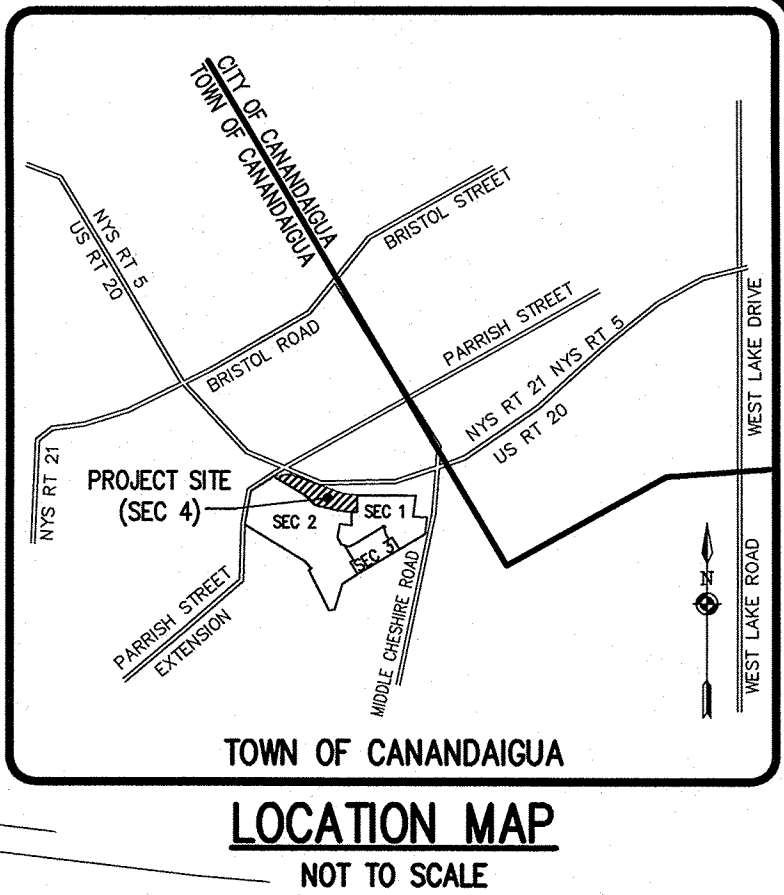 CITY OF CANANDAIGUA
TOWN OF CANANDAIGUA
NYS RT 5
US RT 20
BRISTOL STREET
BRISTOL ROAD
PARRISH STREET
NYS RT 21 NYS RT 5
US RT 20
WEST LAKE DRIVE
NYS RT 21
PROJECT SITE
(SEC 4)
SEC 2
SEC 1
SEC 3
PARRISH STREET
EXTENSION
MIDDLE CHESHIRE ROAD
N
WEST LAKE ROAD
TOWN OF CANANDAIGUA
LOCATION MAP
NOT TO SCALE